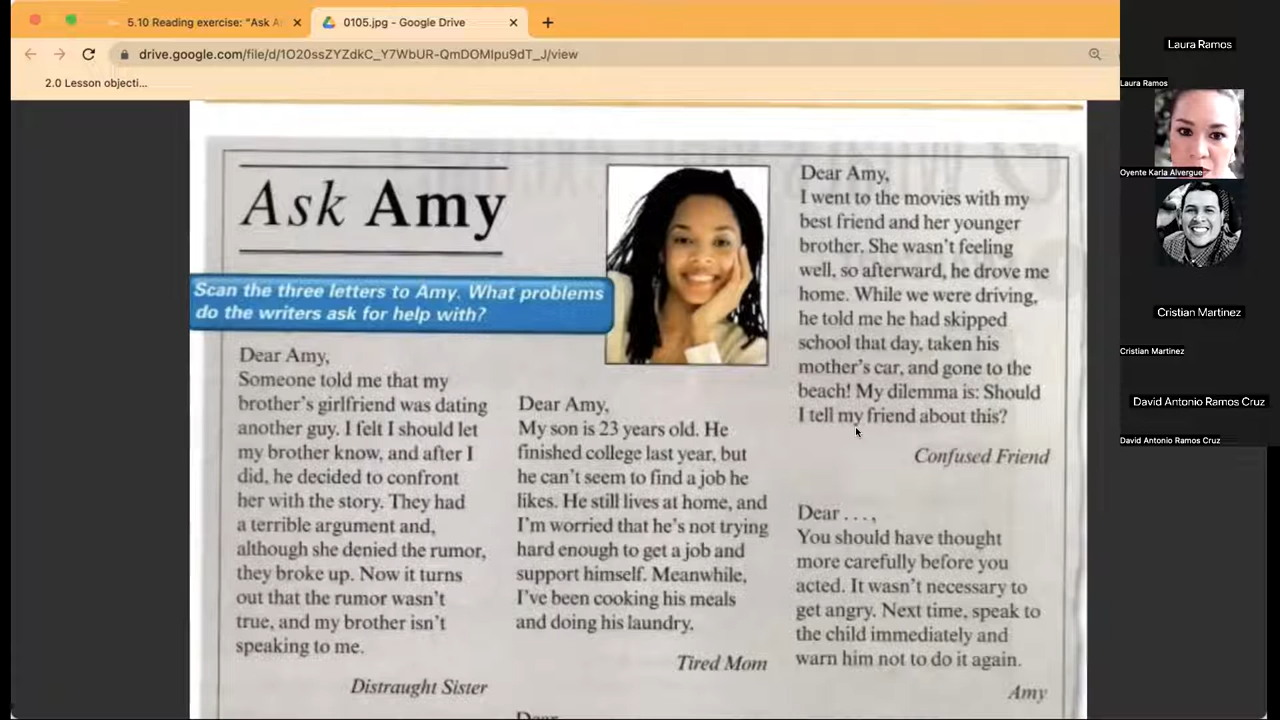 5.10 Reading exercise: "Ask A
0105.jpg - Google Drive
drive.google.com/file/d/1O20ssZYZdkC_Y7WbUR-QmDOMIpu9dT_J/view
2.0 Lesson objecti...
Ask Amy
Scan the three letters to Amy. What problems
do the writers ask for help with?
Dear Amy,
Someone told me that my
brother's girlfriend was dating
another guy. I felt I should let
my brother know, and after I
did, he decided to confront
her with the story. They had
a terrible argument and,
although she denied the rumor,
they broke up. Now it turns
out that the rumor wasn't
true, and my brother isn't
speaking to me.
Distraught Sister
Dear Amy,
My son is 23 years old. He
finished college last year, but
he can't seem to find a job he
likes. He still lives at home, and
I'm worried that he's not trying
hard enough to get a job and
support himself. Meanwhile,
I've been cooking his meals
and doing his laundry.
Tired Mom
Dear
Dear Amy,
I went to the movies with my
best friend and her younger
brother. She wasn't feeling
well, so afterward, he drove me
home. While we were driving,
he told me he had skipped
school that day, taken his
mother's car, and gone to the
beach! My dilemma is: Should
I tell my friend about this?
Confused Friend
Dear . . . ,
You should have thought
more carefully before you
acted. It wasn't necessary to
get angry. Next time, speak to
the child immediately and
warn him not to do it again.
Amy
Laura Ramos
Laura Ramos
Oyente Karla Alvergue
Cristian Martinez
Cristian Martinez
David Antonio Ramos Cruz
David Antonio Ramos Cruz